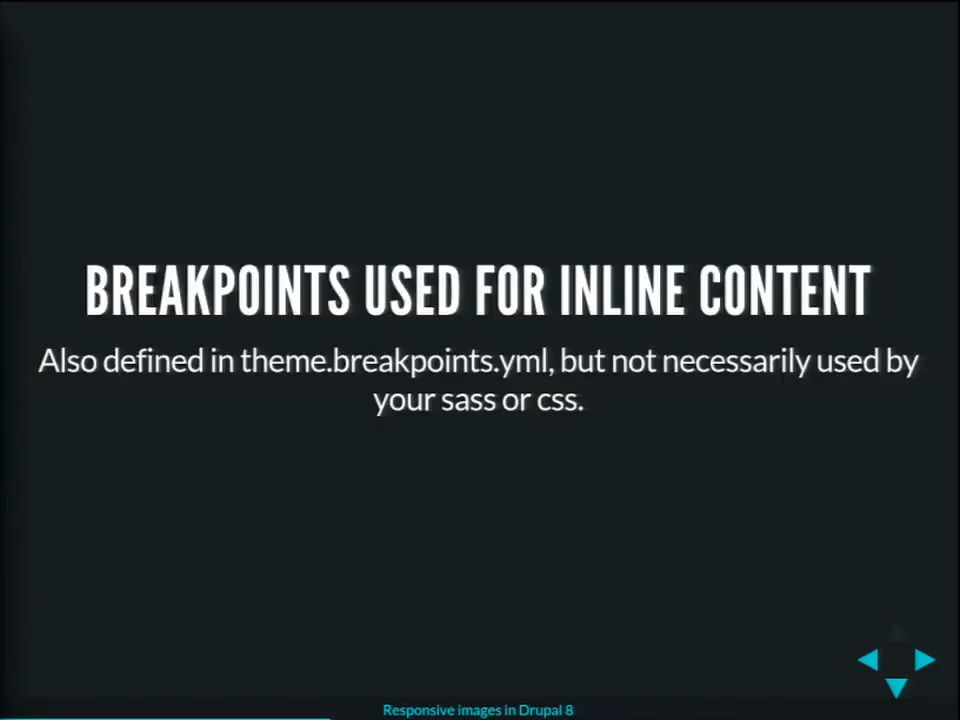 BREAKPOINTS USED FOR INLINE CONTENT
Also defined in theme.breakpoints.yml, but not necessarily used by
your sass or css.
Responsive images in Drupal 8